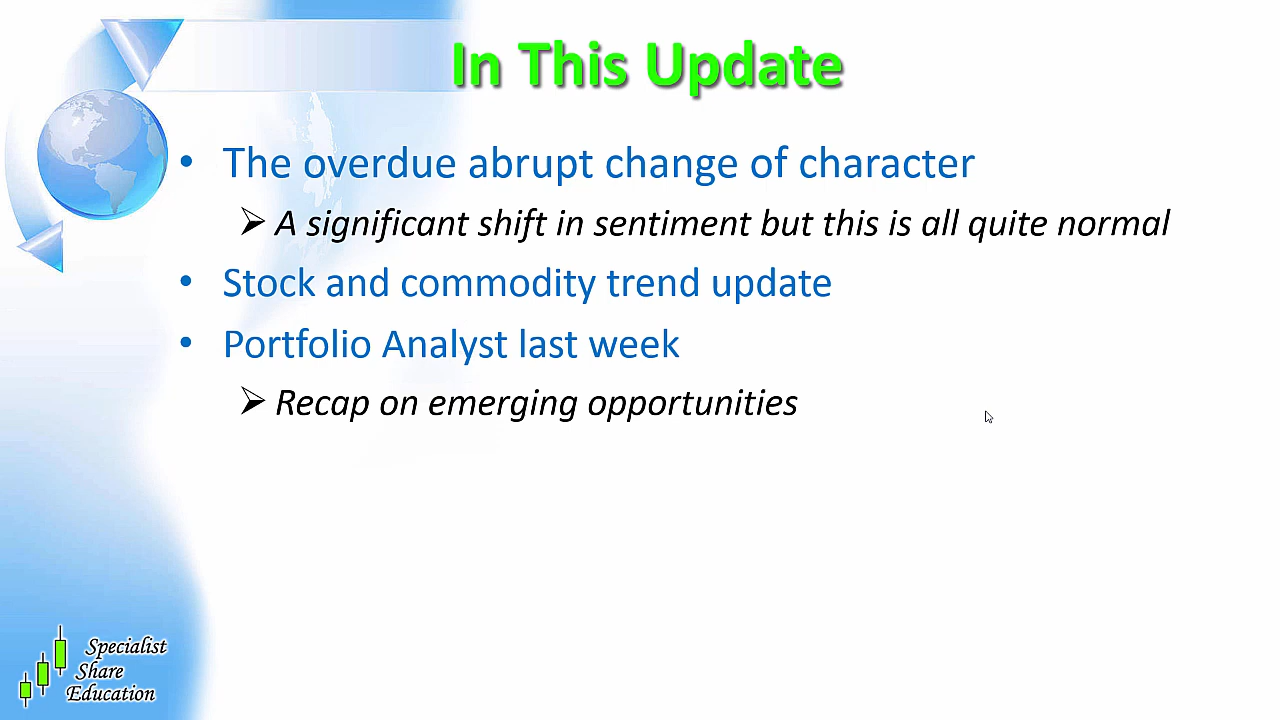 In This Update
• The overdue abrupt change of character
➢ A significant shift in sentiment but this is all quite normal
• Stock and commodity trend update
• Portfolio Analyst last week
➢ Recap on emerging opportunities
Specialist
Share
Education